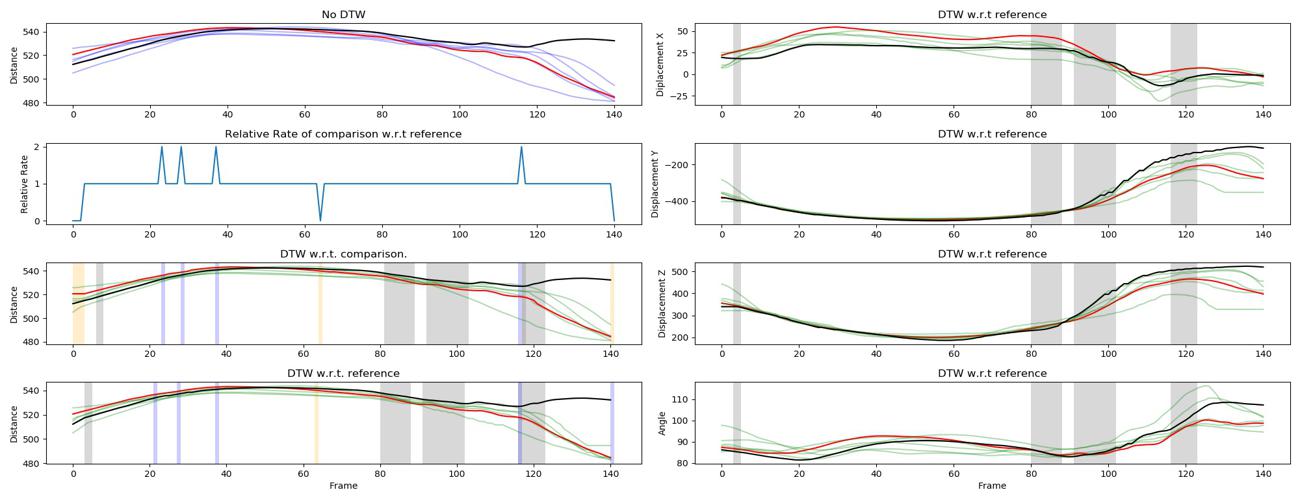 No DTW
Distance
540
520
500
480
0 20 40 60 80 100 120 140
Relative Rate of comparison w.r.t reference
Relative Rate
2
1
0
0 20 40 60 80 100 120 140
DTW w.r.t. comparison.
Distance
540
520
500
480
0 20 40 60 80 100 120 140
DTW w.r.t. reference
Distance
540
520
500
480
0 20 40 60 80 100 120 140
Frame
DTW w.r.t reference
Diplacement X
50
25
0
−25
0 20 40 60 80 100 120 140
DTW w.r.t reference
Displacement Y
−200
−400
0 20 40 60 80 100 120 140
DTW w.r.t reference
Displacement Z
500
400
300
200
0 20 40 60 80 100 120 140
DTW w.r.t reference
Angle
110
100
90
80
0 20 40 60 80 100 120 140
Frame